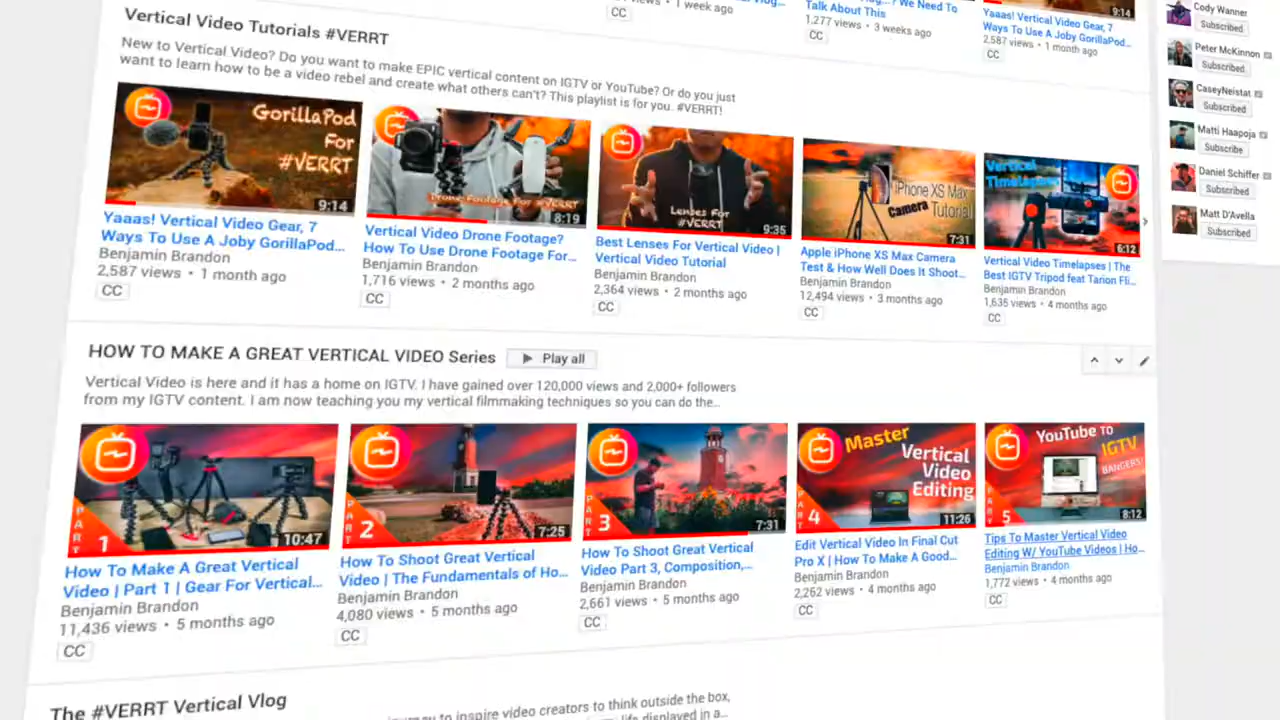 1 week ago
CC
Talk About This
1,277 views • 3 weeks ago
CC
9:14
Yaaas! Vertical Video Gear, 7
Ways To Use A Joby GorillaPod...
2,587 views • 1 month ago
CC
Cody Wanner
Subscribed
Peter McKinnon
Subscribed
CaseyNeistat
Subscribed
Matti Haapoja
Subscribe
Daniel Schiffer
Subscribed
Matt D'Avella
Subscribed
Vertical Video Tutorials #VERRT
New to Vertical Video? Do you want to make EPIC vertical content on IGTV or YouTube? Or do you just
want to learn how to be a video rebel and create what others can't? This playlist is for you. #VERRT!
GorillaPod
For
#VERRT
9:14
Drone Footage For #VERRT
8:19
Lenses For
#VERRT
9:35
iPhone XS Max
Camera Tutorial
7:31
Vertical
Timelapses
6:12
Yaaas! Vertical Video Gear, 7
Ways To Use A Joby GorillaPod...
Benjamin Brandon
2,587 views • 1 month ago
CC
Vertical Video Drone Footage?
How To Use Drone Footage For...
Benjamin Brandon
1,716 views • 2 months ago
CC
Best Lenses For Vertical Video |
Vertical Video Tutorial
Benjamin Brandon
2,364 views • 2 months ago
CC
Apple iPhone XS Max Camera
Test & How Well Does It Shoot...
Benjamin Brandon
12,494 views • 3 months ago
CC
Vertical Video Timelapses | The
Best IGTV Tripod feat Tarion Fli...
Benjamin Brandon
1,635 views • 4 months ago
CC
HOW TO MAKE A GREAT VERTICAL VIDEO Series
Play all
Vertical Video is here and it has a home on IGTV. I have gained over 120,000 views and 2,000+ followers
from my IGTV content. I am now teaching you my vertical filmmaking techniques so you can do the...
PART 1
10:47
PART 2
7:25
PART 3
7:31
Master
Vertical
Video
Editing
PART 4
11:26
YouTube TO
IGTV
BANGERS!
PART 5
8:12
How To Make A Great Vertical
Video | Part 1 | Gear For Vertical...
Benjamin Brandon
11,436 views • 5 months ago
CC
How To Shoot Great Vertical
Video | The Fundamentals of Ho...
Benjamin Brandon
4,080 views • 5 months ago
CC
How To Shoot Great Vertical
Video Part 3, Composition,...
Benjamin Brandon
2,661 views • 5 months ago
CC
Edit Vertical Video In Final Cut
Pro X | How To Make A Good...
Benjamin Brandon
2,262 views • 4 months ago
CC
Tips To Master Vertical Video
Editing W/ YouTube Videos | Ho...
Benjamin Brandon
1,772 views • 4 months ago
CC
The #VERRT Vertical Vlog
to inspire video creators to think outside the box,
life displayed in a...